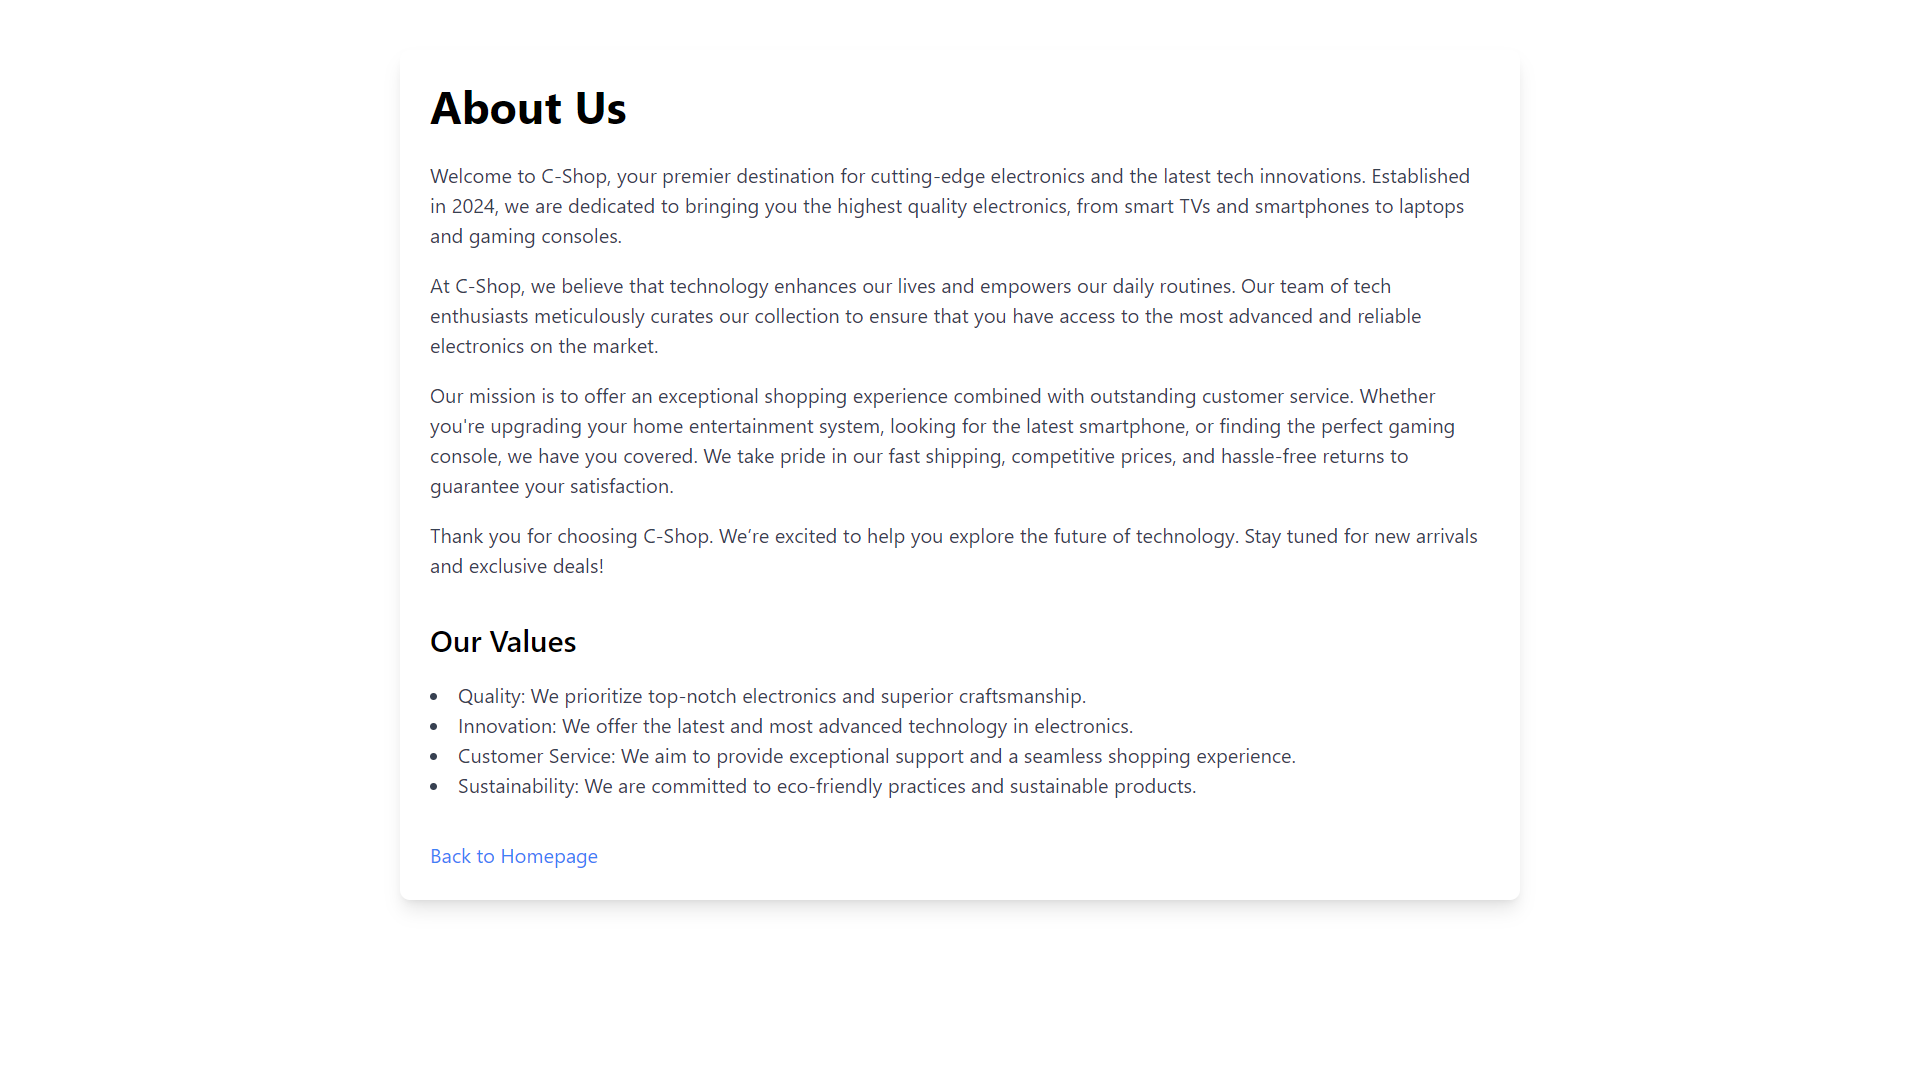 About Us
Welcome to C-Shop, your premier destination for cutting-edge electronics and the latest tech innovations. Established
in 2024, we are dedicated to bringing you the highest quality electronics, from smart TVs and smartphones to laptops
and gaming consoles.
At C-Shop, we believe that technology enhances our lives and empowers our daily routines. Our team of tech
enthusiasts meticulously curates our collection to ensure that you have access to the most advanced and reliable
electronics on the market.
Our mission is to offer an exceptional shopping experience combined with outstanding customer service. Whether
you're upgrading your home entertainment system, looking for the latest smartphone, or finding the perfect gaming
console, we have you covered. We take pride in our fast shipping, competitive prices, and hassle-free returns to
guarantee your satisfaction.
Thank you for choosing C-Shop. We’re excited to help you explore the future of technology. Stay tuned for new arrivals
and exclusive deals!
Our Values
• Quality: We prioritize top-notch electronics and superior craftsmanship.
• Innovation: We offer the latest and most advanced technology in electronics.
• Customer Service: We aim to provide exceptional support and a seamless shopping experience.
• Sustainability: We are committed to eco-friendly practices and sustainable products.
Back to Homepage